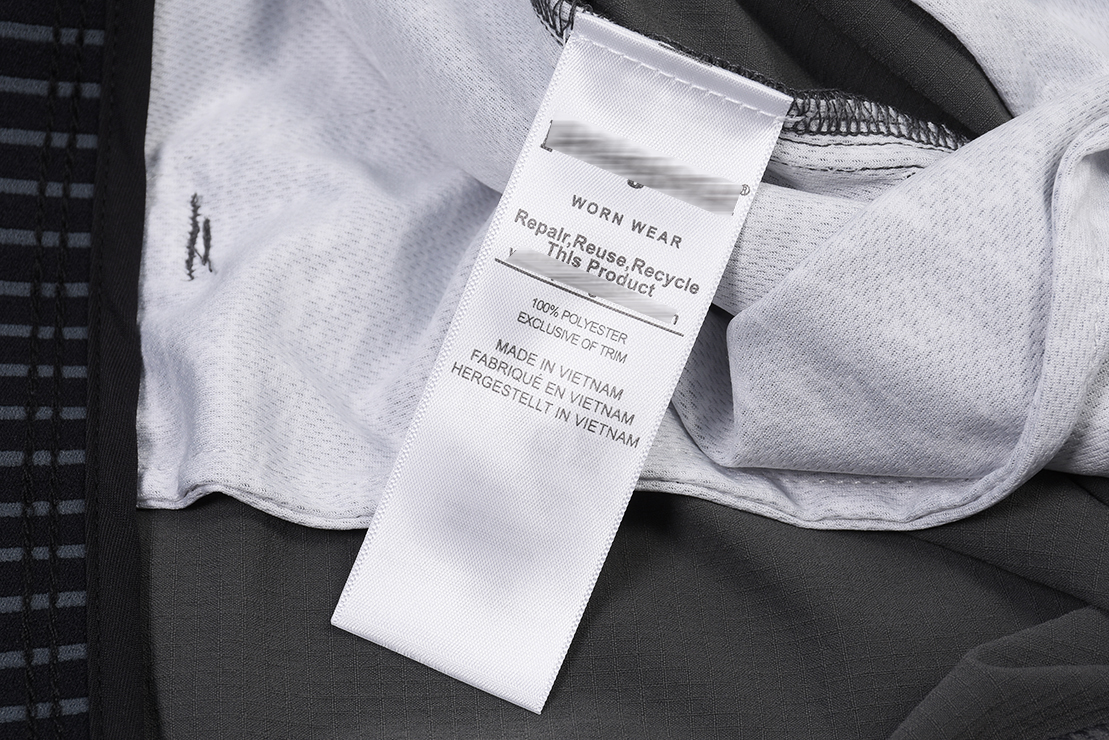 ®
WORN WEAR
Repair,Reuse,Recycle
This Product
100% POLYESTER
EXCLUSIVE OF TRIM
MADE IN VIETNAM
FABRIQUÉ EN VIETNAM
HERGESTELLT IN VIETNAM